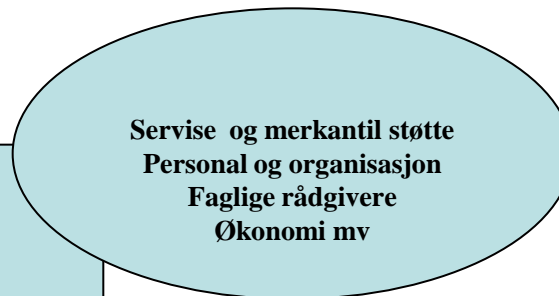 Servise og merkantil støtte
Personal og organisasjon
Faglige rådgivere
Økonomi mv